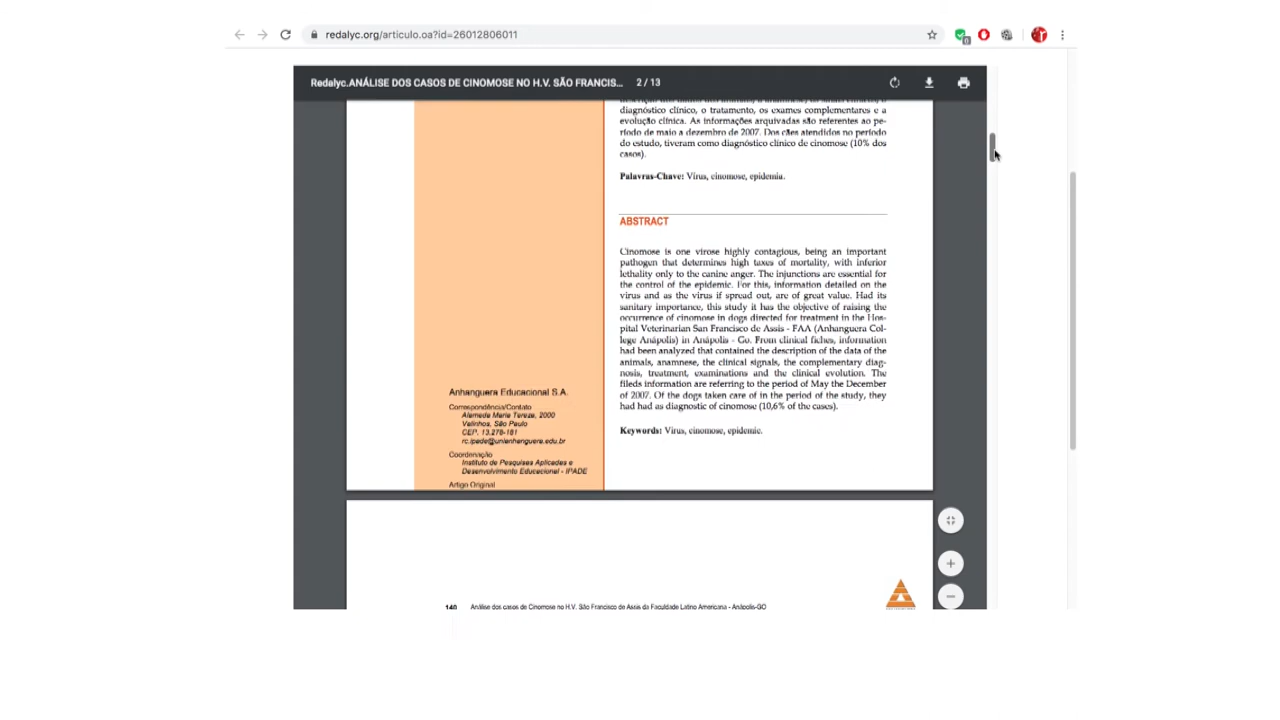 redalyc.org/articulo.oa?id=26012806011
Redalyc.ANÁLISE DOS CASOS DE CINOMOSE NO H.V. SÃO FRANCIS... 2 / 13
diagnóstico clínico, o tratamento, os exames complementares e a
evolução clínica. As informações arquivadas são referentes ao pe-
ríodo de maio a dezembro de 2007. Dos cães atendidos no período
do estudo, tiveram como diagnóstico clínico de cinomose (10% dos
casos).
Palavras-Chave: Vírus, cinomose, epidemia.
ABSTRACT
Cinomose is one virose highly contagious, being an important
pathogen that determines high taxes of mortality, with inferior
lethality only to the canine anger. The injunctions are essential for
the control of the epidemic. For this, information detailed on the
virus and as the virus if spread out, are of great value. Had its
sanitary importance, this study it has the objective of raising the
occurrence of cinomose in dogs directed for treatment in the Hos-
pital Veterinarian San Francisco de Assis - FAA (Anhanguera Col-
lege Anápolis) in Anápolis - Go. From clinical fiches, information
had been analyzed that contained the description of the data of the
animals, anamnese, the clinical signals, the complementary diag-
nosis, treatment, examinations and the clinical evolution. The
fileds information are referring to the period of May the December
of 2007. Of the dogs taken care of in the period of the study, they
had had as diagnostic of cinomose (10,6% of the cases).
Keywords: Virus, cinomose, epidemic.
Anhanguera Educacional S.A.
Correspondência/Contato
Alameda Maria Tereza, 2000
Valinhos, São Paulo
CEP. 13.278-181
rc.ipade@unianhanguera.edu.br
Coordenação
Instituto de Pesquisas Aplicadas e
Desenvolvimento Educacional - IPADE
Artigo Original
140 Análise dos casos de Cinomose no H.V. São Francisco de Assis da Faculdade Latino Americana - Anápolis-GO